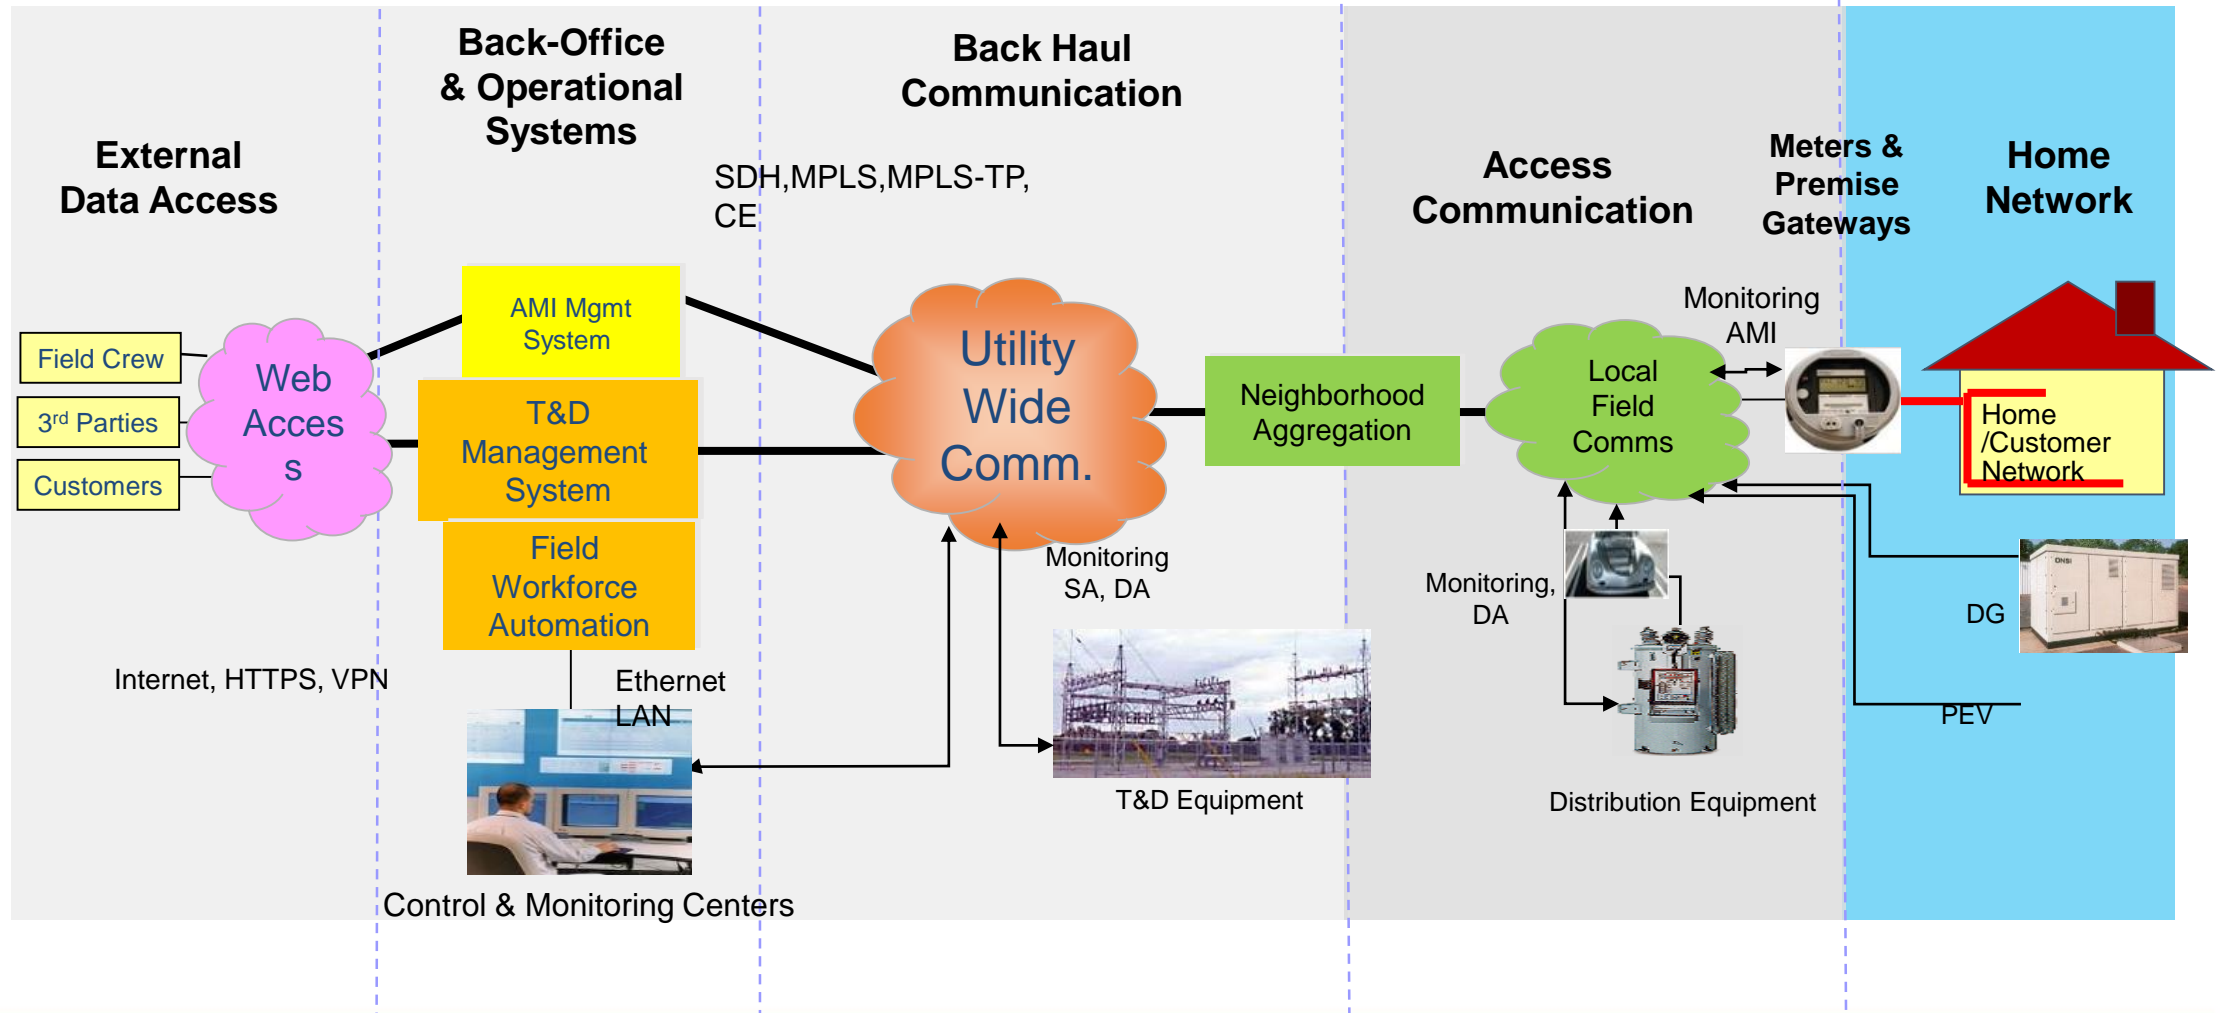 External
Data Access
Back-Office
& Operational
Systems
Back Haul
Communication
Access
Communication
Meters &
Premise
Gateways
Home
Network
SDH,MPLS,MPLS-TP,
CE
Field Crew
3rd Parties
Customers
Web
Acces
s
AMI Mgmt
System
T&D
Management
System
Field
Workforce
Automation
Utility
Wide
Comm.
Neighborhood
Aggregation
Local
Field
Comms
Monitoring
AMI
Home
/Customer
Network
Monitoring
SA, DA
Monitoring,
DA
ONSI
DG
PEV
Internet, HTTPS, VPN
Ethernet
LAN
T&D Equipment
Distribution Equipment
Control & Monitoring Centers